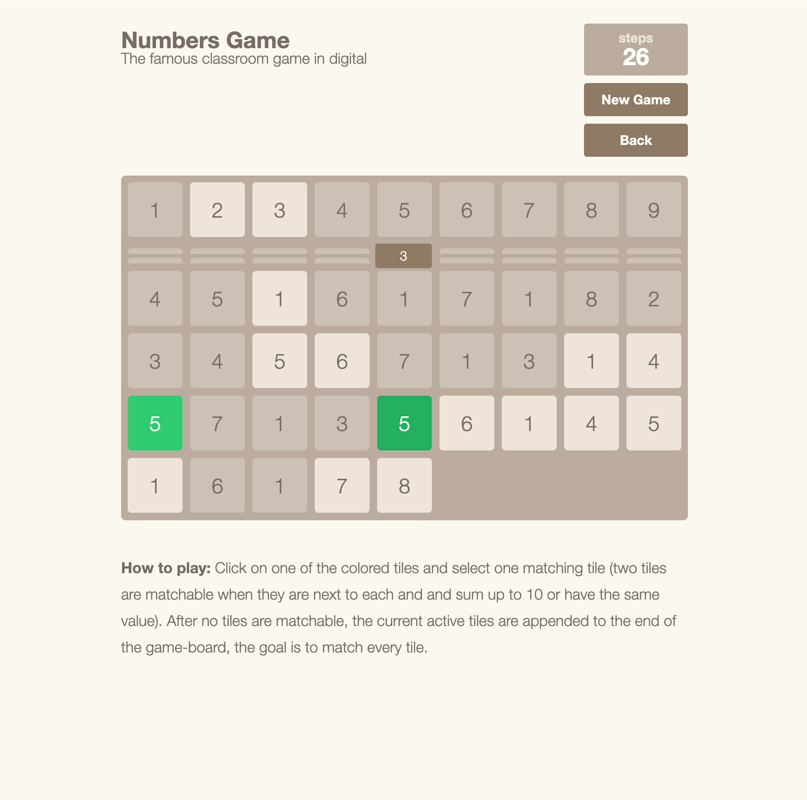 Numbers Game
The famous classroom game in digital
steps
26
New Game
Back
1 2 3 4 5 6 7 8 9
3
4 5 1 6 1 7 1 8 2
3 4 5 6 7 1 3 1 4
5 7 1 3 5 6 1 4 5
1 6 1 7 8
How to play: Click on one of the colored tiles and select one matching tile (two tiles
are matchable when they are next to each and and sum up to 10 or have the same
value). After no tiles are matchable, the current active tiles are appended to the end of
the game-board, the goal is to match every tile.